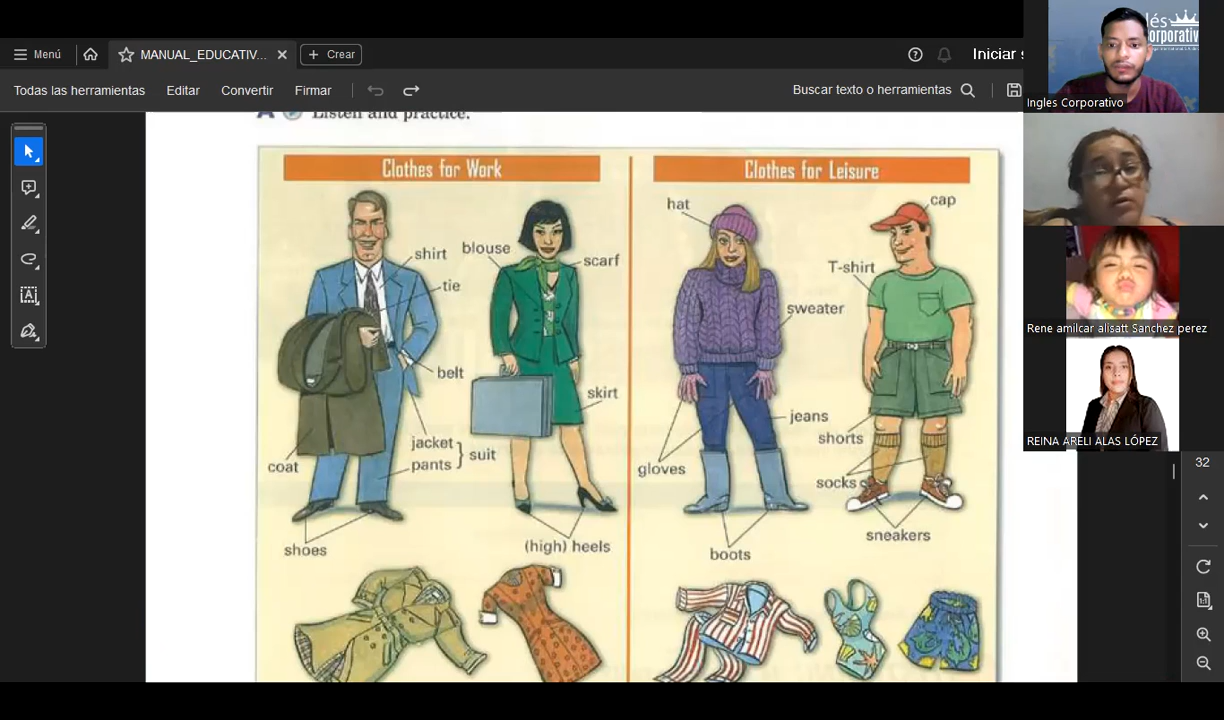 Menú
MANUAL_EDUCATIV...
Crear
Iniciar s
Todas las herramientas
Editar
Convertir
Firmar
Buscar texto o herramientas
A Listen and practice.
Clothes for Work
Clothes for Leisure
shirt
blouse
scarf
tie
belt
skirt
jacket
pants
suit
coat
shoes
(high) heels
hat
cap
T-shirt
sweater
jeans
shorts
gloves
socks
sneakers
boots
lés
orporativ
Ingles Corporativo
Rene amilcar alisatt Sanchez perez
REINA ARELI ALAS LÓPEZ
32